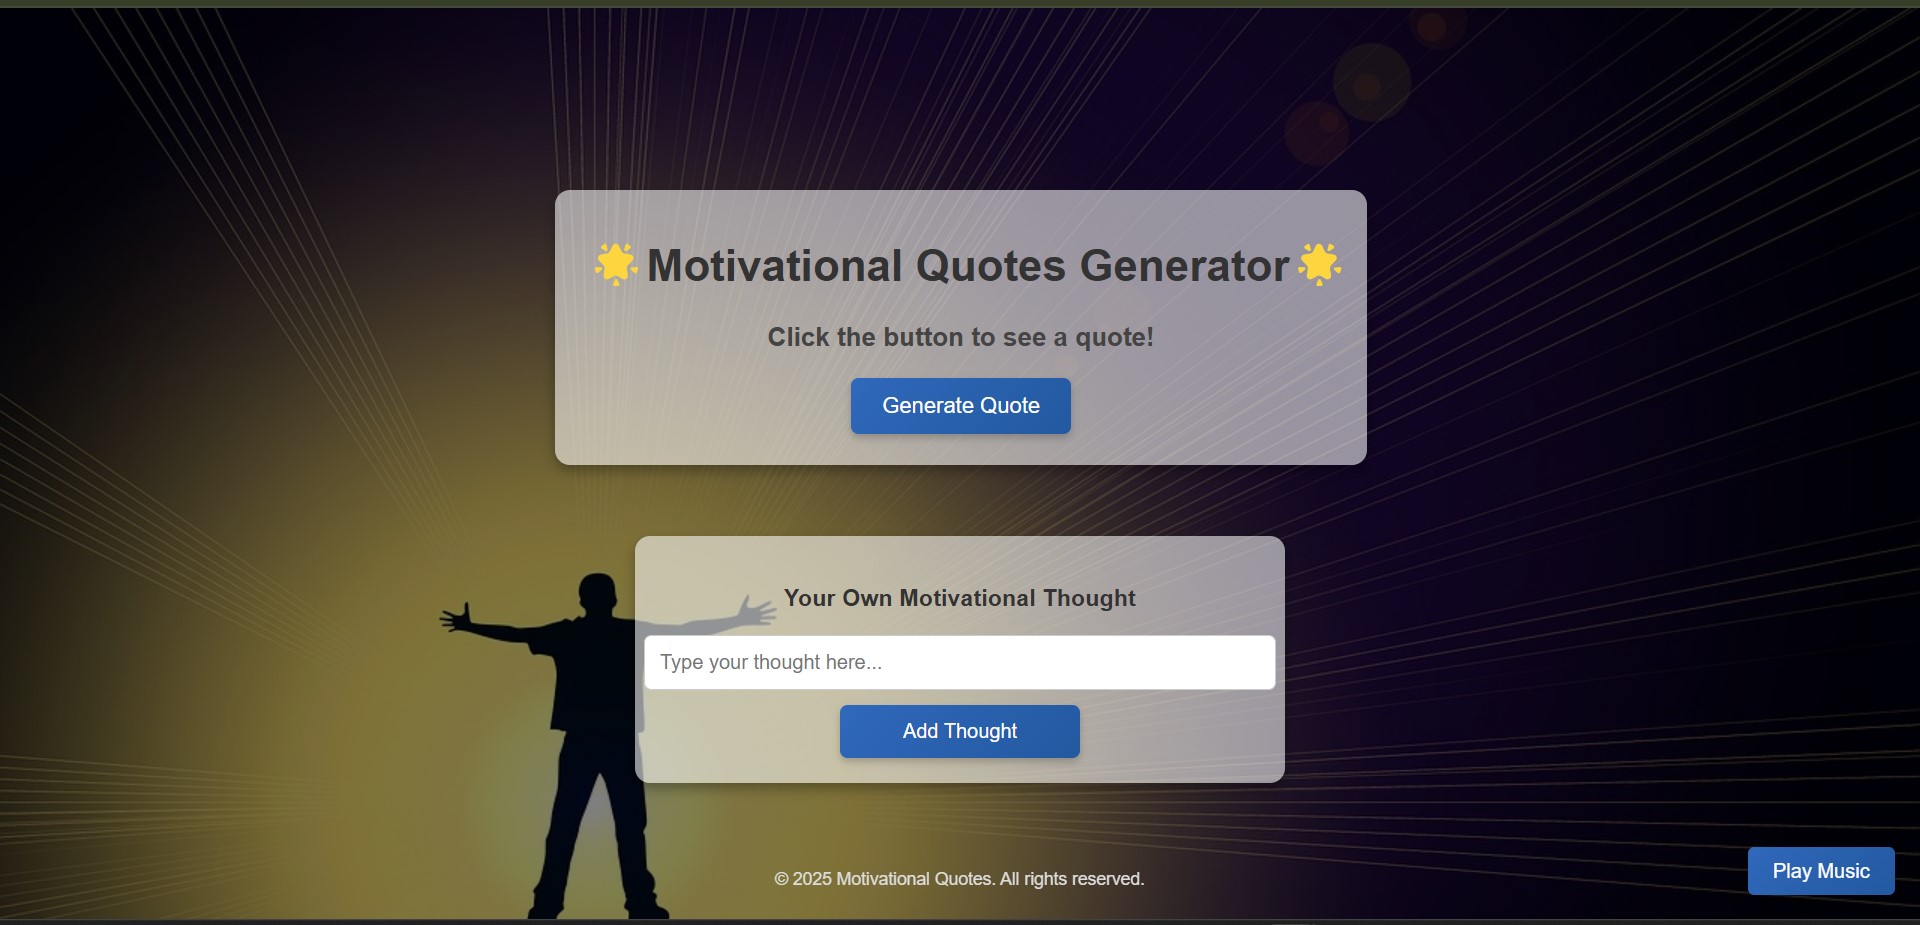 🌟Motivational Quotes Generator🌟
Click the button to see a quote!
Generate Quote
Your Own Motivational Thought
Type your thought here...
Add Thought
© 2025 Motivational Quotes. All rights reserved.
Play Music